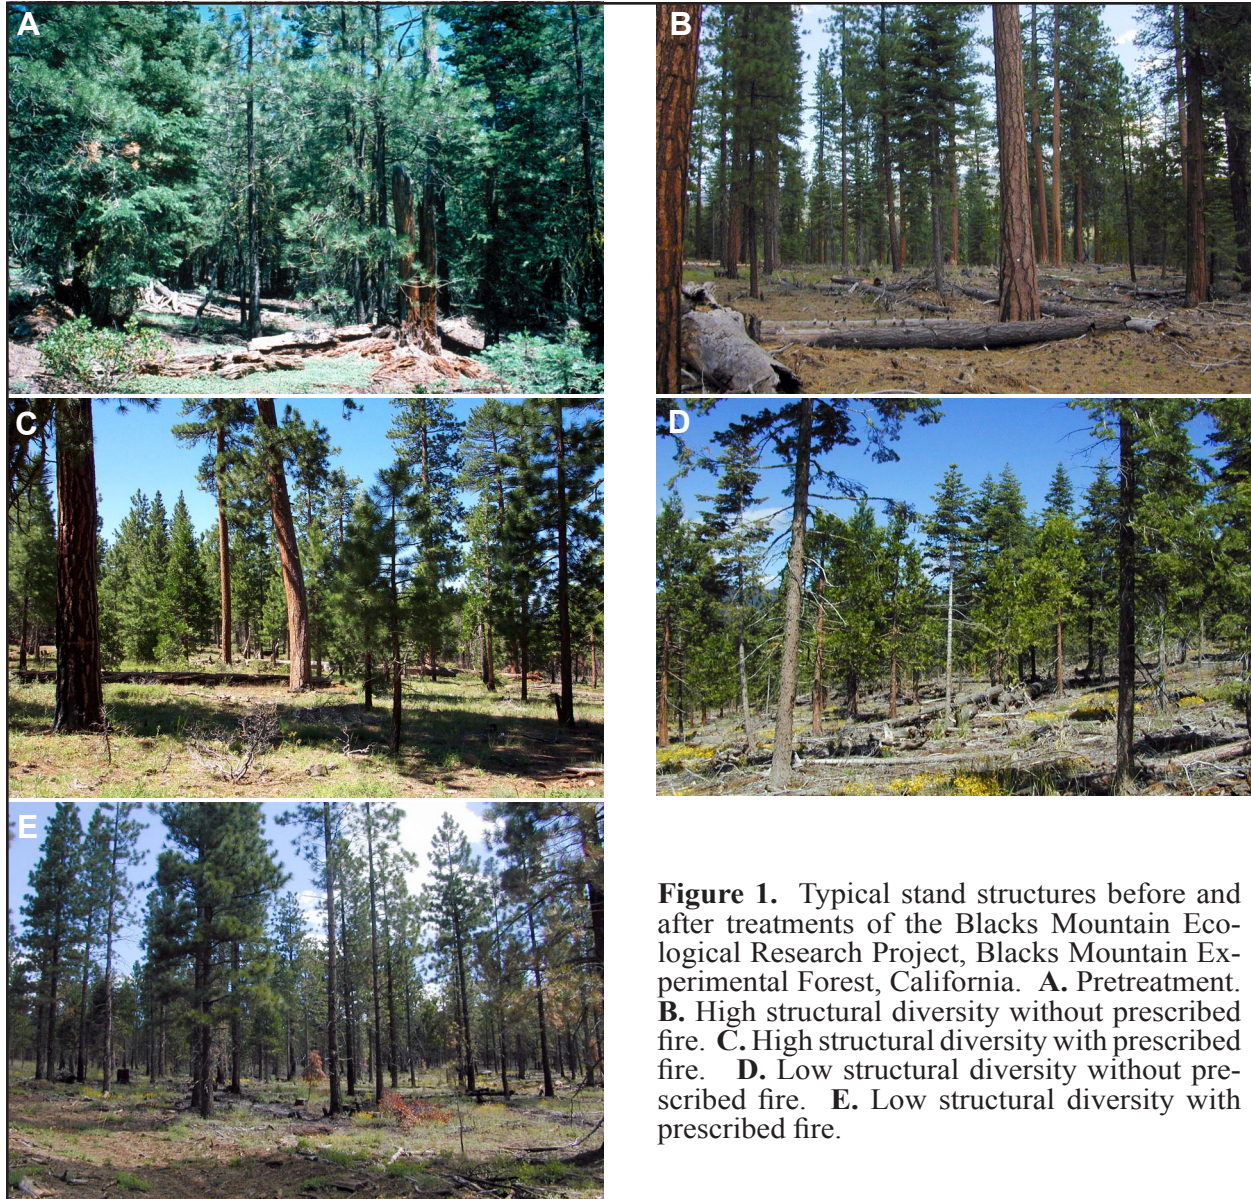 A
B
C
D
E
Figure 1. Typical stand structures before and
after treatments of the Blacks Mountain Eco-
logical Research Project, Blacks Mountain Ex-
perimental Forest, California. A. Pretreatment.
B. High structural diversity without prescribed
fire. C. High structural diversity with prescribed
fire. D. Low structural diversity without pre-
scribed fire. E. Low structural diversity with
prescribed fire.